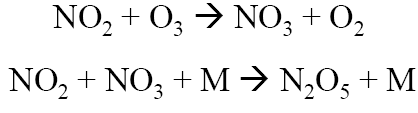 NO₂ + O₃ → NO₃ + O₂
NO₂ + NO₃ + M → N₂O₅ + M